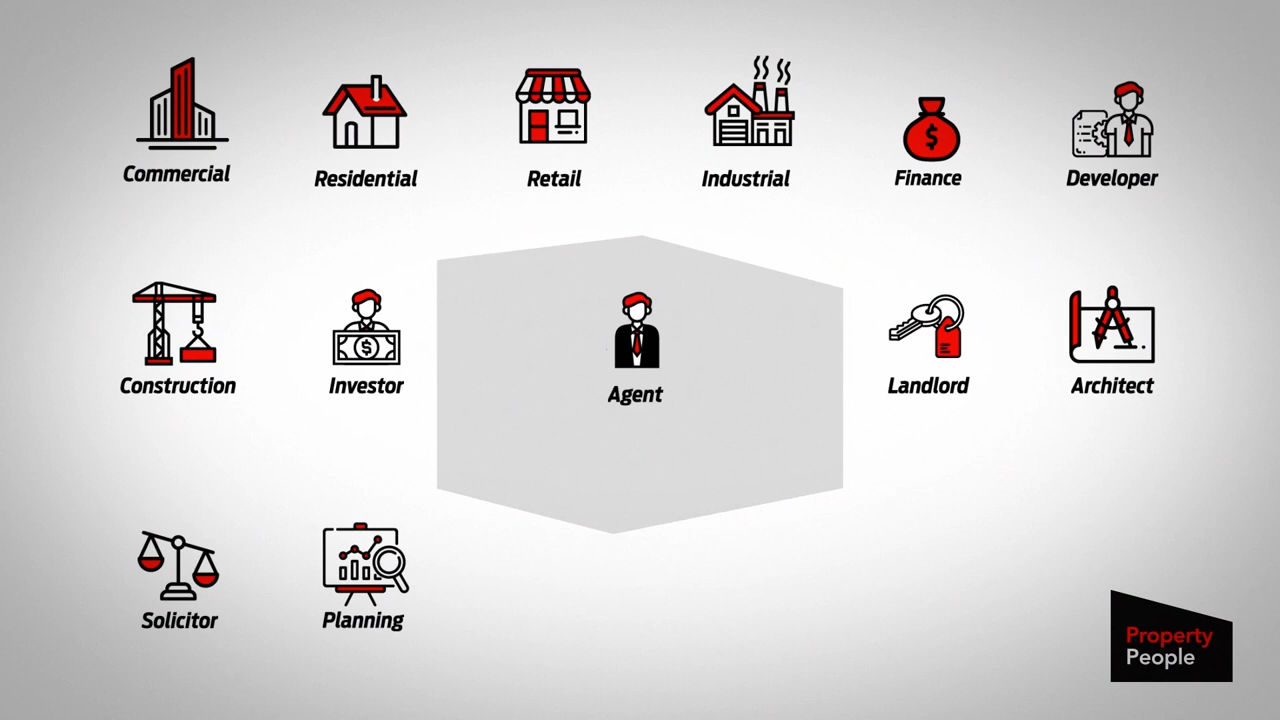 Commercial
Residential
Retail
Industrial
Finance
Developer
Construction
Investor
Agent
Landlord
Architect
Solicitor
Planning
Property
People